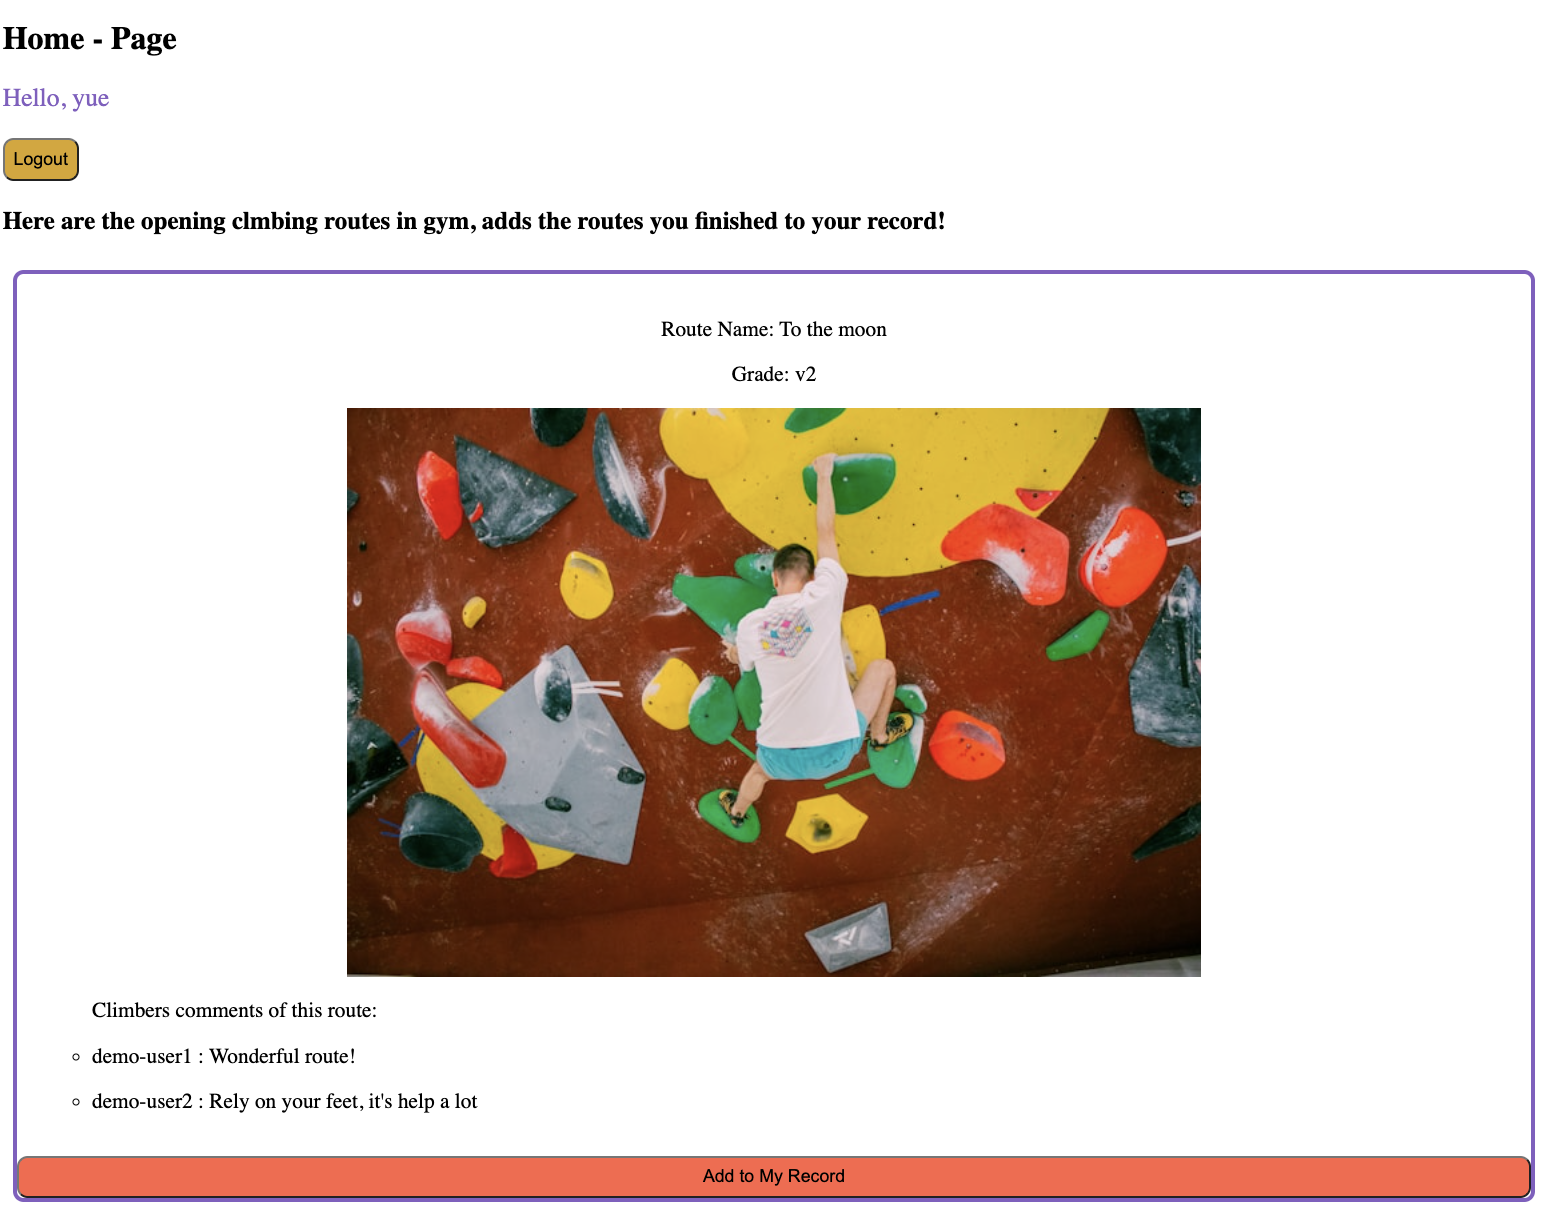 Home - Page
Hello, yue
Logout
Here are the opening clmbing routes in gym, adds the routes you finished to your record!
Route Name: To the moon
Grade: v2
Climbers comments of this route:
demo-user1 : Wonderful route!
demo-user2 : Rely on your feet, it's help a lot
Add to My Record